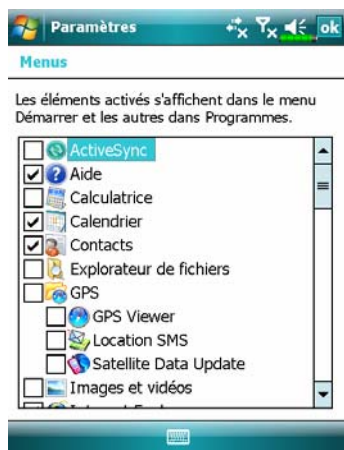 Paramètres
ok
Menus
Les éléments activés s'affichent dans le menu
Démarrer et les autres dans Programmes.
ActiveSync
Aide
Calculatrice
Calendrier
Contacts
Explorateur de fichiers
GPS
GPS Viewer
Location SMS
Satellite Data Update
Images et vidéos